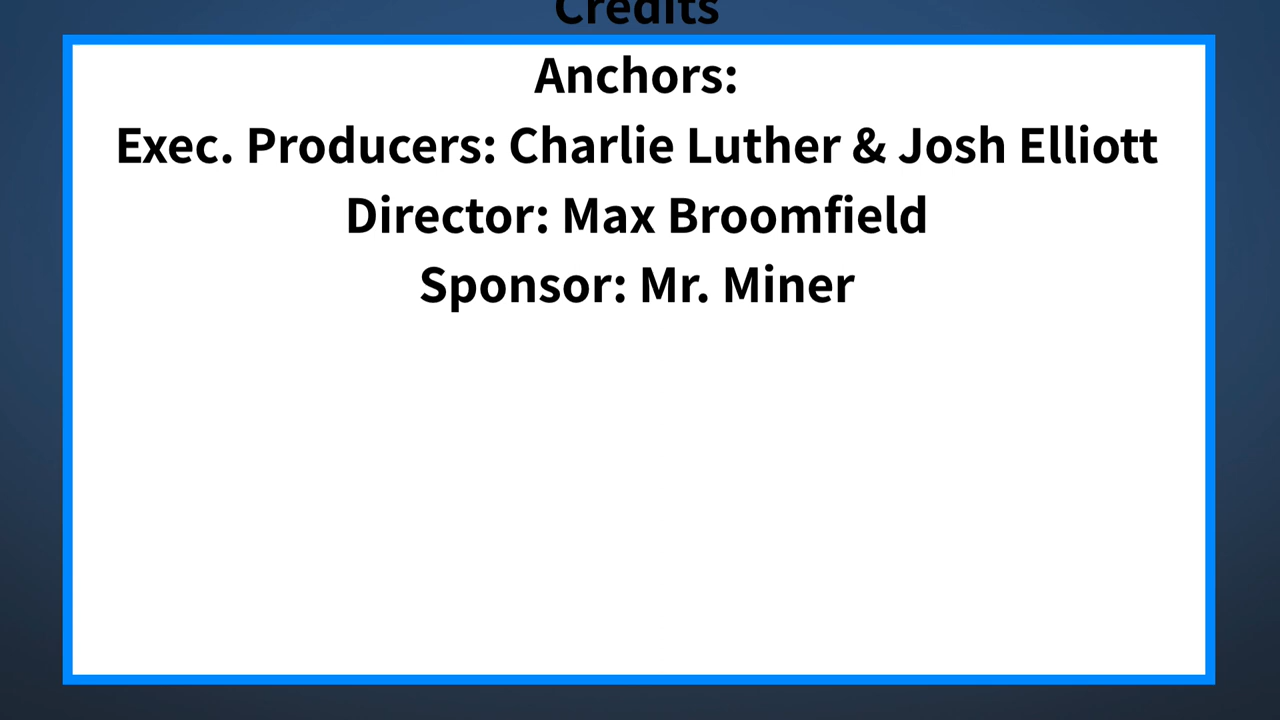 Credits
Anchors:
Exec. Producers: Charlie Luther & Josh Elliott
Director: Max Broomfield
Sponsor: Mr. Miner